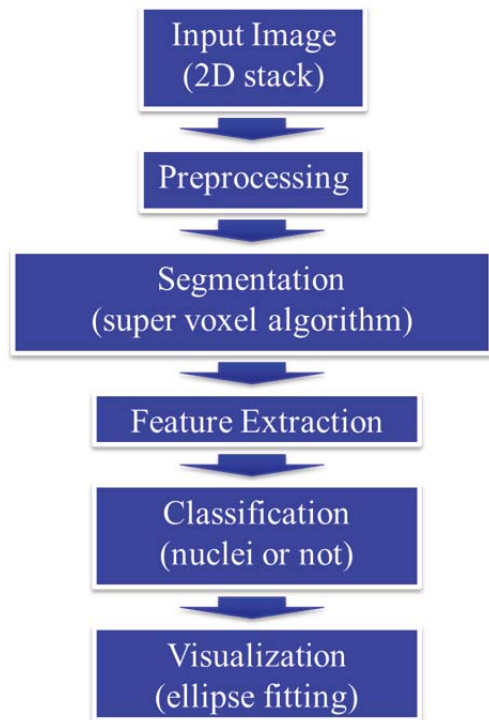 Input Image
(2D stack)
Preprocessing
Segmentation
(super voxel algorithm)
Feature Extraction
Classification
(nuclei or not)
Visualization
(ellipse fitting)